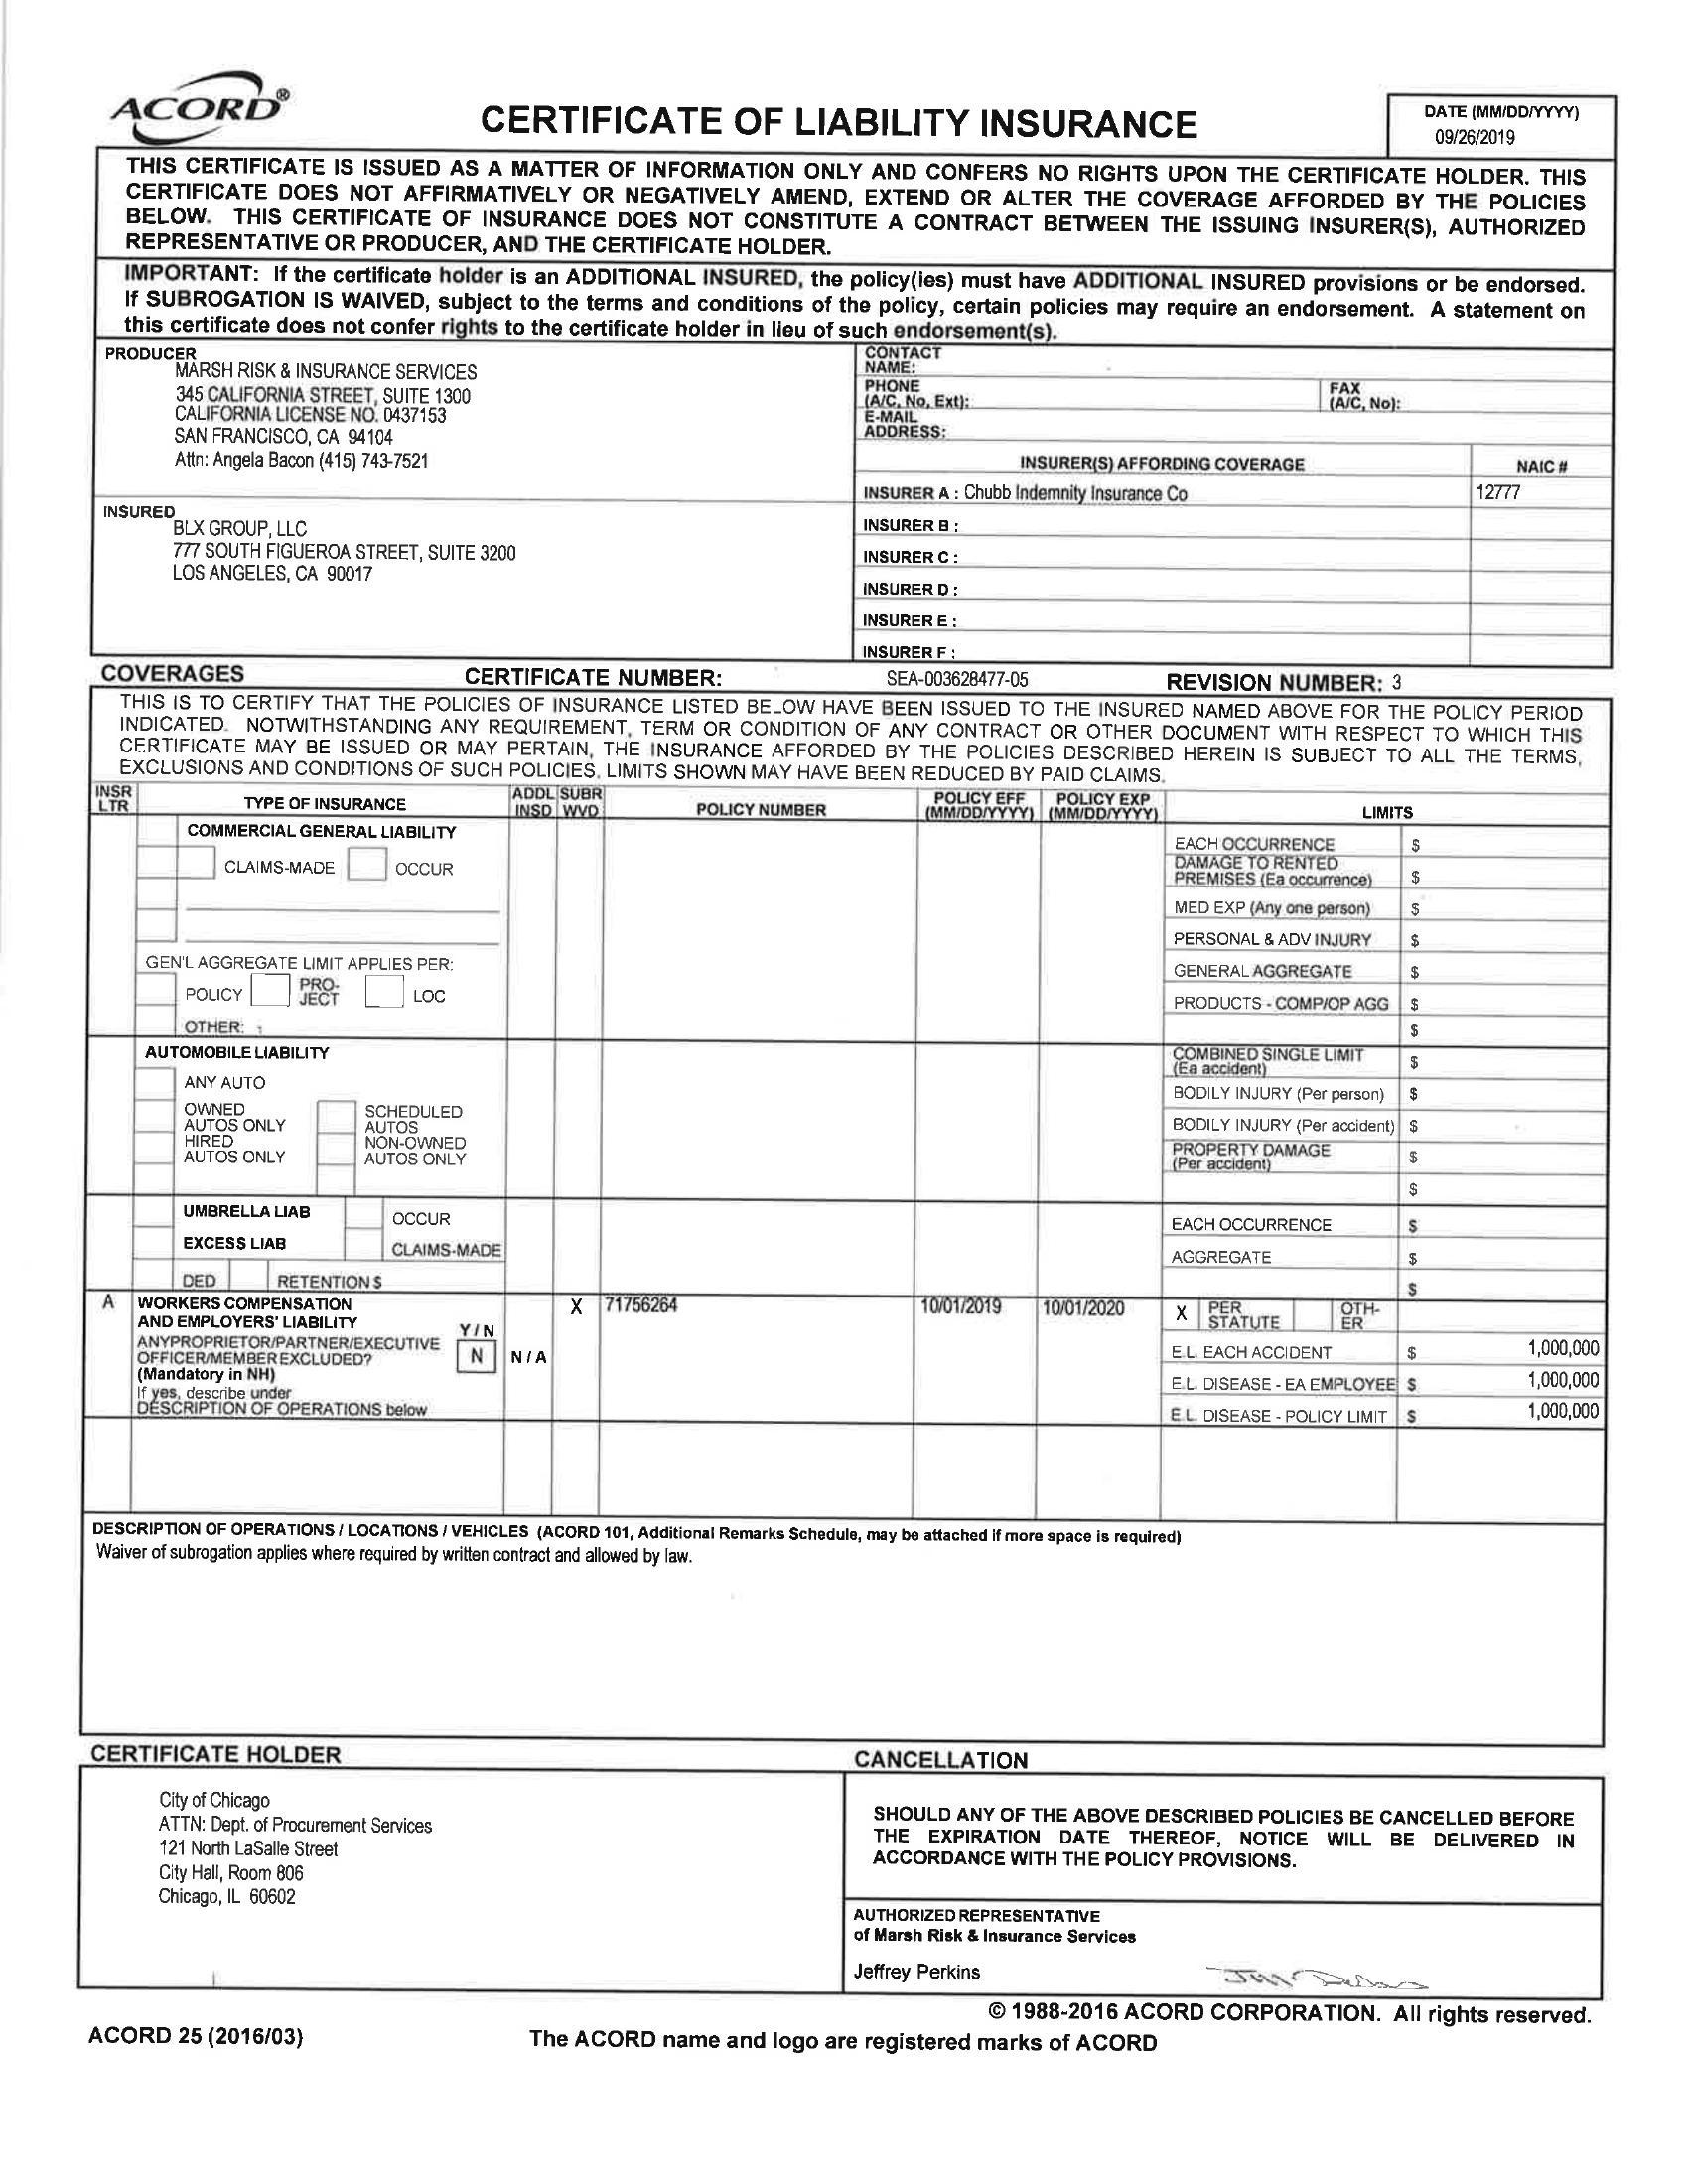 ACORD®
CERTIFICATE OF LIABILITY INSURANCE
DATE (MM/DD/YYYY)
09/26/2019
THIS CERTIFICATE IS ISSUED AS A MATTER OF INFORMATION ONLY AND CONFERS NO RIGHTS UPON THE CERTIFICATE HOLDER. THIS
CERTIFICATE DOES NOT AFFIRMATIVELY OR NEGATIVELY AMEND, EXTEND OR ALTER THE COVERAGE AFFORDED BY THE POLICIES
BELOW. THIS CERTIFICATE OF INSURANCE DOES NOT CONSTITUTE A CONTRACT BETWEEN THE ISSUING INSURER(S), AUTHORIZED
REPRESENTATIVE OR PRODUCER, AND THE CERTIFICATE HOLDER.
IMPORTANT: If the certificate holder is an ADDITIONAL INSURED, the policy(ies) must have ADDITIONAL INSURED provisions or be endorsed.
If SUBROGATION IS WAIVED, subject to the terms and conditions of the policy, certain policies may require an endorsement. A statement on
this certificate does not confer rights to the certificate holder in lieu of such endorsement(s).
PRODUCER
MARSH RISK & INSURANCE SERVICES
345 CALIFORNIA STREET, SUITE 1300
CALIFORNIA LICENSE NO. 0437153
SAN FRANCISCO, CA 94104
Attn: Angela Bacon (415) 743-7521
CONTACT
NAME:
PHONE
(A/C, No, Ext):
FAX
(A/C, No):
E-MAIL
ADDRESS:
INSURER(S) AFFORDING COVERAGE
NAIC #
INSURER A : Chubb Indemnity Insurance Co
12777
INSURED
BLX GROUP, LLC
777 SOUTH FIGUEROA STREET, SUITE 3200
LOS ANGELES, CA 90017
INSURER B :
INSURER C :
INSURER D :
INSURER E :
INSURER F :
COVERAGES
CERTIFICATE NUMBER:
SEA-003628477-05
REVISION NUMBER: 3
THIS IS TO CERTIFY THAT THE POLICIES OF INSURANCE LISTED BELOW HAVE BEEN ISSUED TO THE INSURED NAMED ABOVE FOR THE POLICY PERIOD
INDICATED. NOTWITHSTANDING ANY REQUIREMENT, TERM OR CONDITION OF ANY CONTRACT OR OTHER DOCUMENT WITH RESPECT TO WHICH THIS
CERTIFICATE MAY BE ISSUED OR MAY PERTAIN, THE INSURANCE AFFORDED BY THE POLICIES DESCRIBED HEREIN IS SUBJECT TO ALL THE TERMS,
EXCLUSIONS AND CONDITIONS OF SUCH POLICIES. LIMITS SHOWN MAY HAVE BEEN REDUCED BY PAID CLAIMS.
INSR
LTR
TYPE OF INSURANCE
ADDL SUBR
INSD WVD
POLICY NUMBER
POLICY EFF
(MM/DD/YYYY)
POLICY EXP
(MM/DD/YYYY)
LIMITS
COMMERCIAL GENERAL LIABILITY
CLAIMS-MADE
OCCUR
GEN'L AGGREGATE LIMIT APPLIES PER:
POLICY
PRO-
JECT
LOC
OTHER:
EACH OCCURRENCE $
DAMAGE TO RENTED
PREMISES (Ea occurrence) $
MED EXP (Any one person) $
PERSONAL & ADV INJURY $
GENERAL AGGREGATE $
PRODUCTS - COMP/OP AGG $
$
AUTOMOBILE LIABILITY
ANY AUTO
OWNED
AUTOS ONLY
SCHEDULED
AUTOS
HIRED
AUTOS ONLY
NON-OWNED
AUTOS ONLY
COMBINED SINGLE LIMIT
(Ea accident) $
BODILY INJURY (Per person) $
BODILY INJURY (Per accident) $
PROPERTY DAMAGE
(Per accident) $
$
UMBRELLA LIAB
OCCUR
EXCESS LIAB
CLAIMS-MADE
DED
RETENTION $
EACH OCCURRENCE $
AGGREGATE $
$
A
WORKERS COMPENSATION
AND EMPLOYERS' LIABILITY
Y / N
ANYPROPRIETOR/PARTNER/EXECUTIVE
OFFICER/MEMBER EXCLUDED?
N
N / A
(Mandatory in NH)
If yes, describe under
DESCRIPTION OF OPERATIONS below
X
71756264
10/01/2019
10/01/2020
X
PER
STATUTE
OTH-
ER
E.L. EACH ACCIDENT $ 1,000,000
E.L. DISEASE - EA EMPLOYEE $ 1,000,000
E.L. DISEASE - POLICY LIMIT $ 1,000,000
DESCRIPTION OF OPERATIONS / LOCATIONS / VEHICLES (ACORD 101, Additional Remarks Schedule, may be attached if more space is required)
Waiver of subrogation applies where required by written contract and allowed by law.
CERTIFICATE HOLDER
City of Chicago
ATTN: Dept. of Procurement Services
121 North LaSalle Street
City Hall, Room 806
Chicago, IL 60602
CANCELLATION
SHOULD ANY OF THE ABOVE DESCRIBED POLICIES BE CANCELLED BEFORE
THE EXPIRATION DATE THEREOF, NOTICE WILL BE DELIVERED IN
ACCORDANCE WITH THE POLICY PROVISIONS.
AUTHORIZED REPRESENTATIVE
of Marsh Risk & Insurance Services
Jeffrey Perkins
© 1988-2016 ACORD CORPORATION. All rights reserved.
ACORD 25 (2016/03)
The ACORD name and logo are registered marks of ACORD